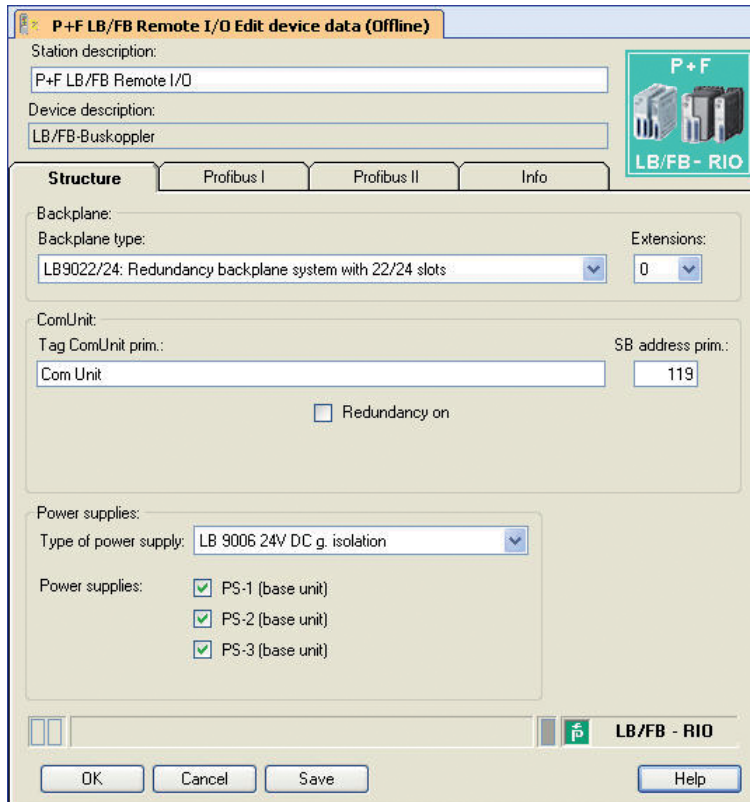 P+F LB/FB Remote I/O Edit device data (Offline)
Station description:
P+F LB/FB Remote I/O
Device description:
LB/FB-Buskoppler
P+F
LB/FB - RIO
Structure Profibus I Profibus II Info
Backplane:
Backplane type: Extensions:
LB9022/24: Redundancy backplane system with 22/24 slots 0
ComUnit:
Tag ComUnit prim.: SB address prim.:
Com Unit 119
Redundancy on
Power supplies:
Type of power supply: LB 9006 24V DC g. isolation
Power supplies: PS-1 (base unit)
PS-2 (base unit)
PS-3 (base unit)
LB/FB - RIO
OK Cancel Save Help